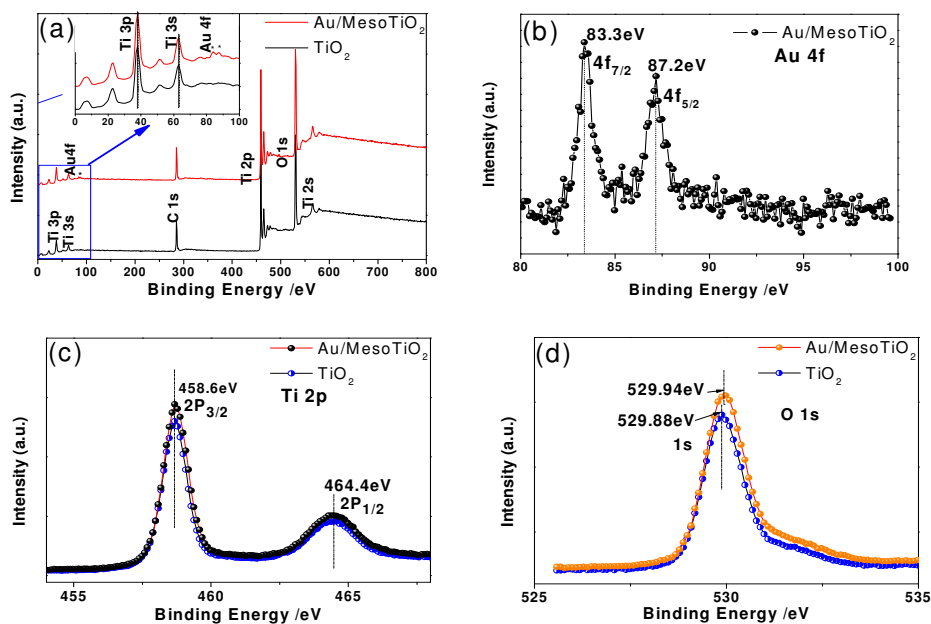 (a)
Au/MesoTiO₂
TiO₂
Ti 3p
Ti 3s
Au 4f
0 20 40 60 80 100
Ti 3p
Ti 3s
Au4f
C 1s
Ti 2p
O 1s
Ti 2s
0 100 200 300 400 500 600 700 800
Binding Energy /eV
Intensity (a.u.)
(b)
Au/MesoTiO₂
Au 4f
83.3eV
4f₇/₂
87.2eV
4f₅/₂
80 85 90 95 100
Binding Energy /eV
Intensity (a.u.)
(c)
Au/MesoTiO₂
TiO₂
Ti 2p
458.6eV
2P₃/₂
464.4eV
2P₁/₂
455 460 465
Binding Energy /eV
Intensity (a.u.)
(d)
Au/MesoTiO₂
TiO₂
O 1s
529.94eV
529.88eV
1s
525 530 535
Binding Energy /eV
Intensity (a.u.)